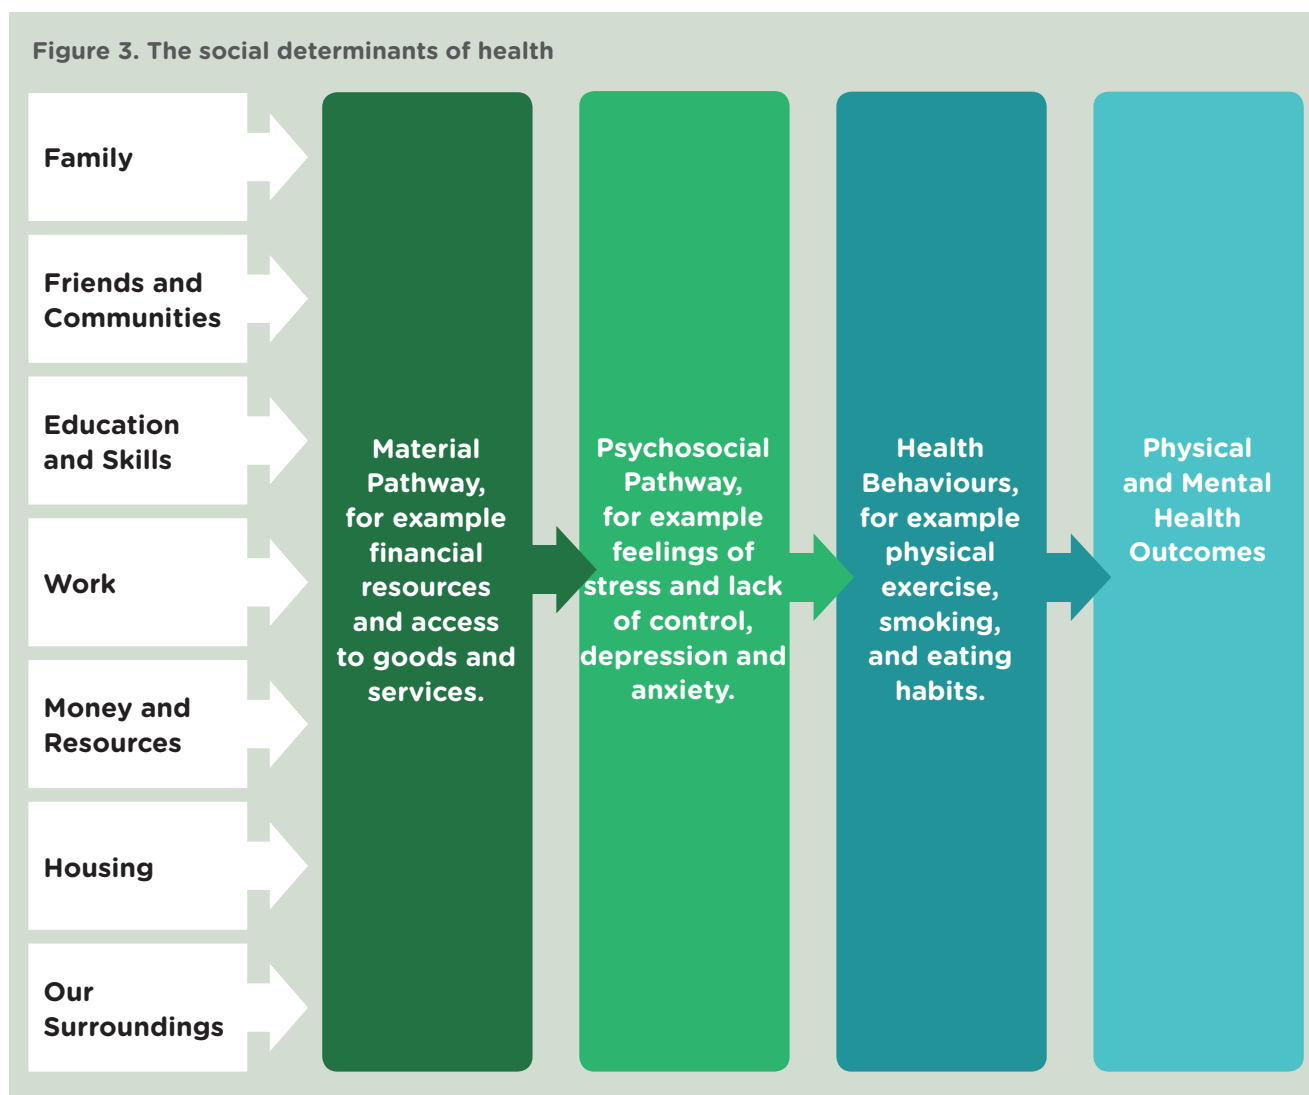 Figure 3. The social determinants of health
Family
Friends and
Communities
Education
and Skills
Work
Money and
Resources
Housing
Our
Surroundings
Material
Pathway,
for example
financial
resources
and access
to goods and
services.
Psychosocial
Pathway,
for example
feelings of
stress and lack
of control,
depression and
anxiety.
Health
Behaviours,
for example
physical
exercise,
smoking,
and eating
habits.
Physical
and Mental
Health
Outcomes